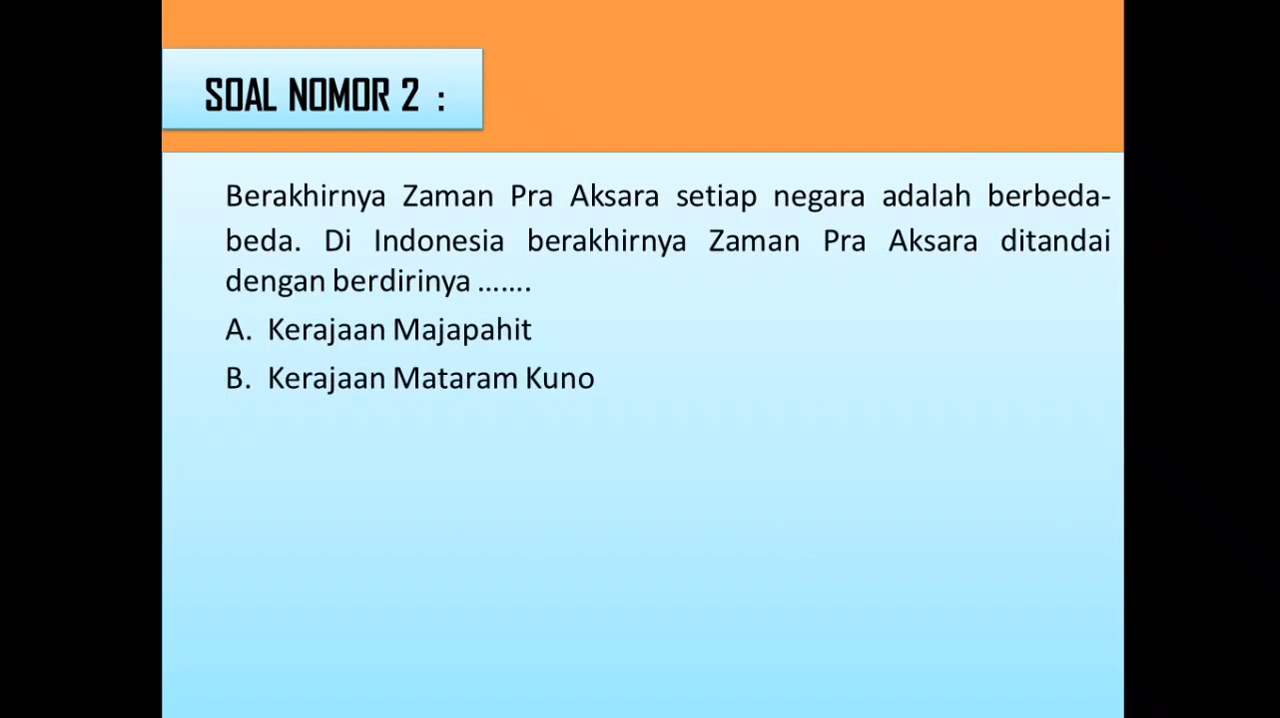 SOAL NOMOR 2 :
Berakhirnya Zaman Pra Aksara setiap negara adalah berbeda-
beda. Di Indonesia berakhirnya Zaman Pra Aksara ditandai
dengan berdirinya .......
A. Kerajaan Majapahit
B. Kerajaan Mataram Kuno